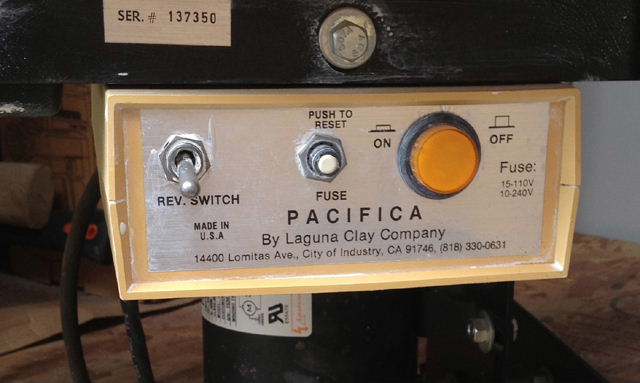 SER. # 137350
PUSH TO
RESET
ON
OFF
Fuse:
15-110V
10-240V
REV. SWITCH
FUSE
MADE IN
U.S.A
PACIFICA
By Laguna Clay Company
14400 Lomitas Ave., City of Industry, CA 91746, (818) 330-0631